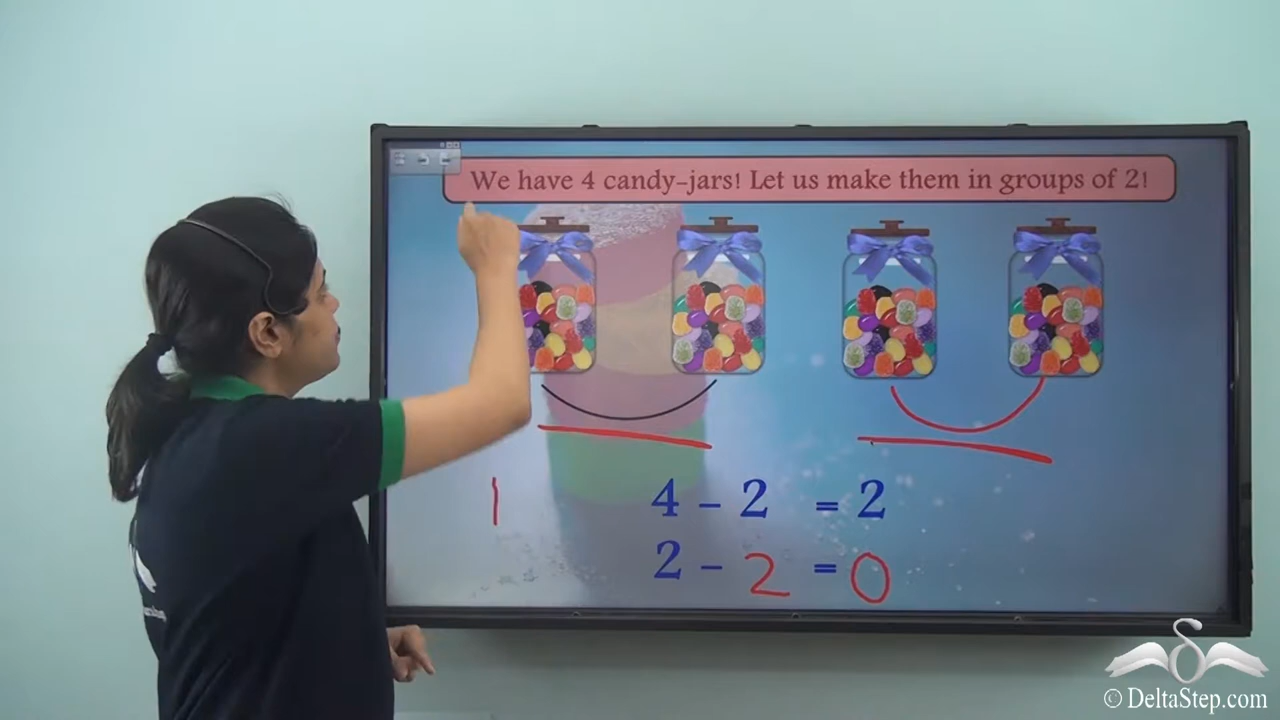 We have 4 candy-jars! Let us make them in groups of 2!
1 4 - 2 = 2
2 - 2 = 0
© DeltaStep.com